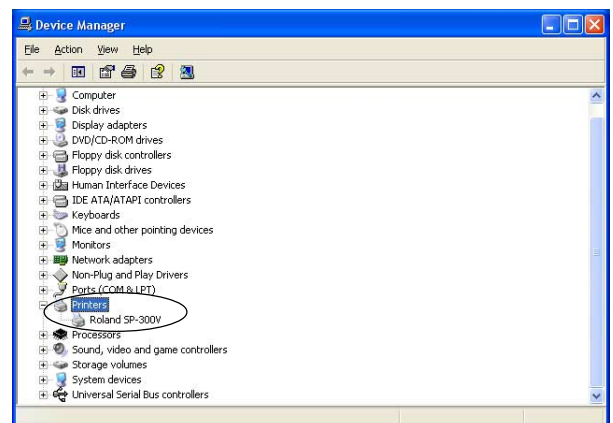 Device Manager
File Action View Help
Computer
Disk drives
Display adapters
DVD/CD-ROM drives
Floppy disk controllers
Floppy disk drives
Human Interface Devices
IDE ATA/ATAPI controllers
Keyboards
Mice and other pointing devices
Monitors
Network adapters
Non-Plug and Play Drivers
Ports (COM & LPT)
Printers
Roland SP-300V
Processors
Sound, video and game controllers
Storage volumes
System devices
Universal Serial Bus controllers